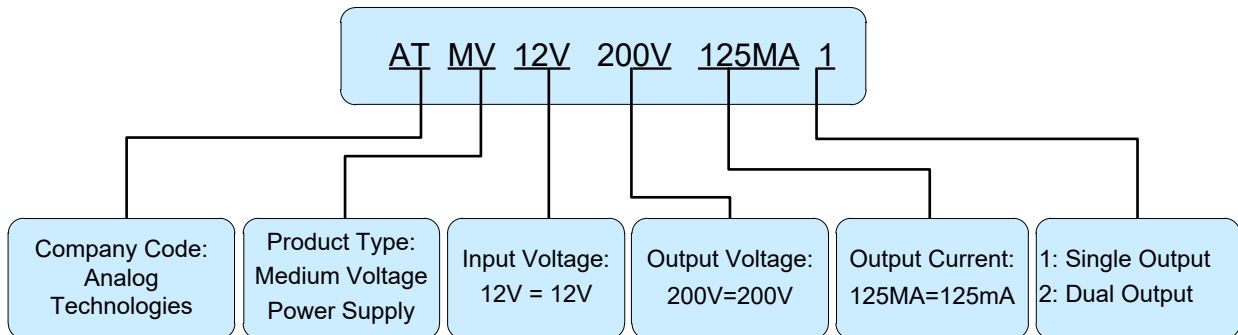 AT MV 12V 200V 125MA 1
Company Code:
Analog
Technologies
Product Type:
Medium Voltage
Power Supply
Input Voltage:
12V = 12V
Output Voltage:
200V=200V
Output Current:
125MA=125mA
1: Single Output
2: Dual Output